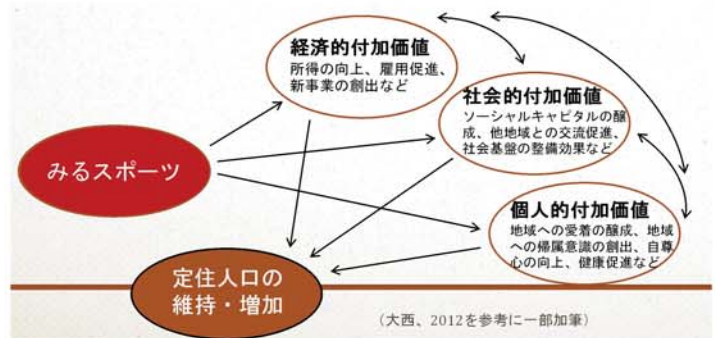 経済的付加価値
所得の向上、雇用促進、
新事業の創出など
社会的付加価値
ソーシャルキャピタルの醸
成、他地域との交流促進、
社会基盤の整備効果など
みるスポーツ
個人的付加価値
地域への愛着の醸成、地域
への帰属意識の創出、自尊
心の向上、健康促進など
定住人口の
維持・増加
（大西、2012を参考に一部加筆）